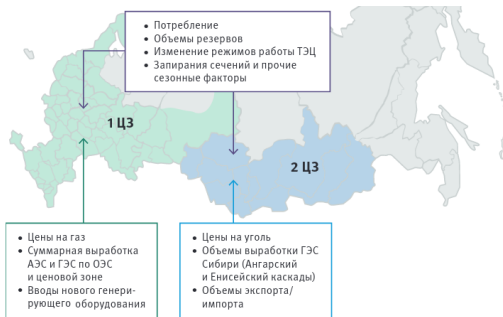 • Потребление
• Объемы резервов
• Изменение режимов работы ТЭЦ
• Запирания сечений и прочие
сезонные факторы
1 ЦЗ
2 ЦЗ
• Цены на газ
• Суммарная выработка
АЭС и ГЭС по ОЭС
и ценовой зоне
• Вводы нового генери-
рующего оборудования
• Цены на уголь
• Объемы выработки ГЭС
Сибири (Ангарский
и Енисейский каскады)
• Объемы экспорта/
импорта